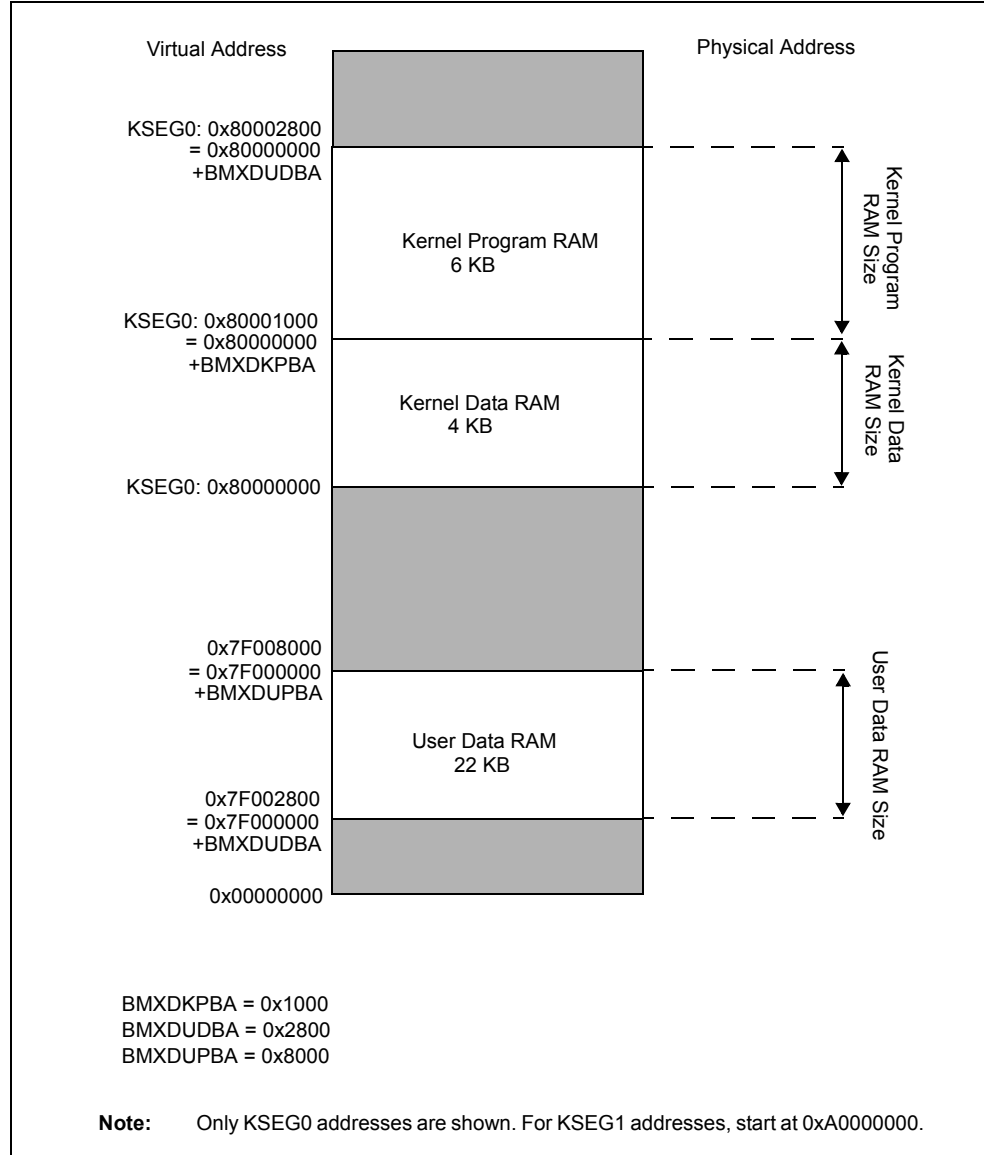 Virtual Address
Physical Address
KSEG0: 0x80002800
= 0x80000000
+BMXDUDBA
Kernel Program RAM
6 KB
Kernel Program
RAM Size
KSEG0: 0x80001000
= 0x80000000
+BMXDKPBA
Kernel Data RAM
4 KB
Kernel Data
RAM Size
KSEG0: 0x80000000
0x7F008000
= 0x7F000000
+BMXDUPBA
User Data RAM
22 KB
User Data RAM Size
0x7F002800
= 0x7F000000
+BMXDUDBA
0x00000000
BMXDKPBA = 0x1000
BMXDUDBA = 0x2800
BMXDUPBA = 0x8000
Note: Only KSEG0 addresses are shown. For KSEG1 addresses, start at 0xA0000000.